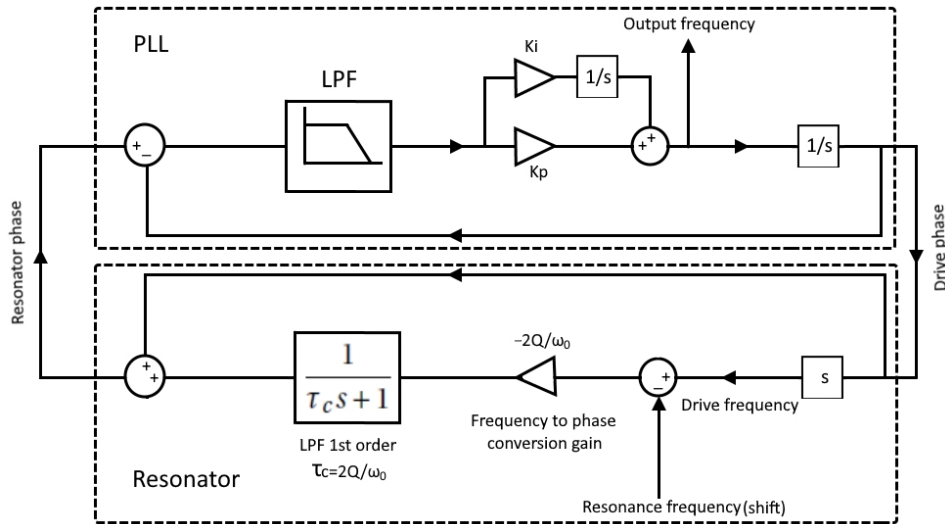 PLL
Output frequency
Ki
1/s
LPF
+
−
+
+
Kp
1/s
Resonator phase
Drive phase
−2Q/ω₀
+
+
1
τ_c s + 1
−
+
s
Drive frequency
Frequency to phase
conversion gain
LPF 1st order
τc=2Q/ω₀
Resonator
Resonance frequency(shift)